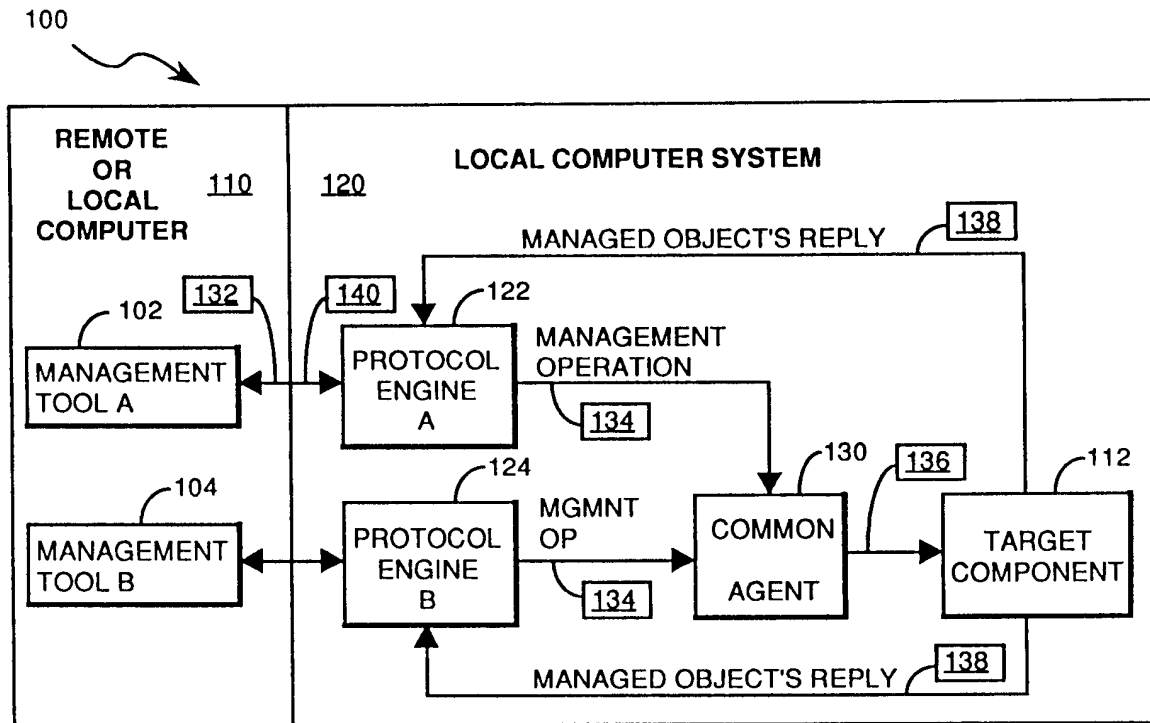 100
REMOTE
OR
LOCAL
COMPUTER
110
120
LOCAL COMPUTER SYSTEM
MANAGED OBJECT'S REPLY
138
132
140
102
122
MANAGEMENT
TOOL A
PROTOCOL
ENGINE
A
MANAGEMENT
OPERATION
134
104
124
130
136
112
MANAGEMENT
TOOL B
PROTOCOL
ENGINE
B
MGMNT
OP
134
COMMON
AGENT
TARGET
COMPONENT
MANAGED OBJECT'S REPLY
138